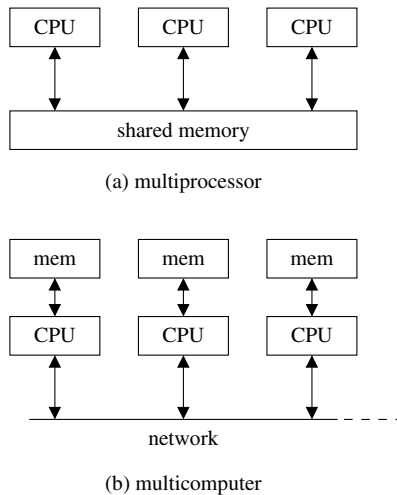 CPU CPU CPU
shared memory
(a) multiprocessor
mem mem mem
CPU CPU CPU
network
(b) multicomputer